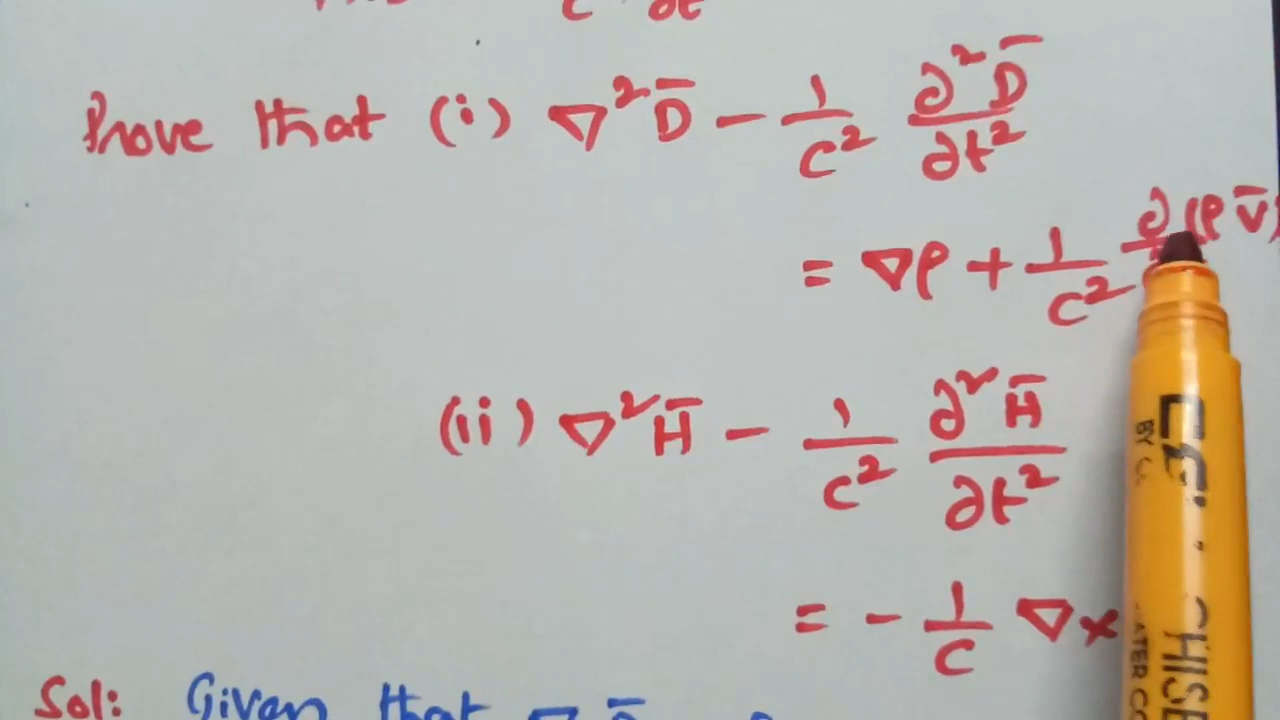 Prove that (i) ∇²D̄ − 1/c² ∂²D̄/∂t²
= ∇ρ + 1/c² ∂(ρv̄)
(ii) ∇²H̄ − 1/c² ∂²H̄/∂t²
= − 1/c ∇×
Sol: Given that